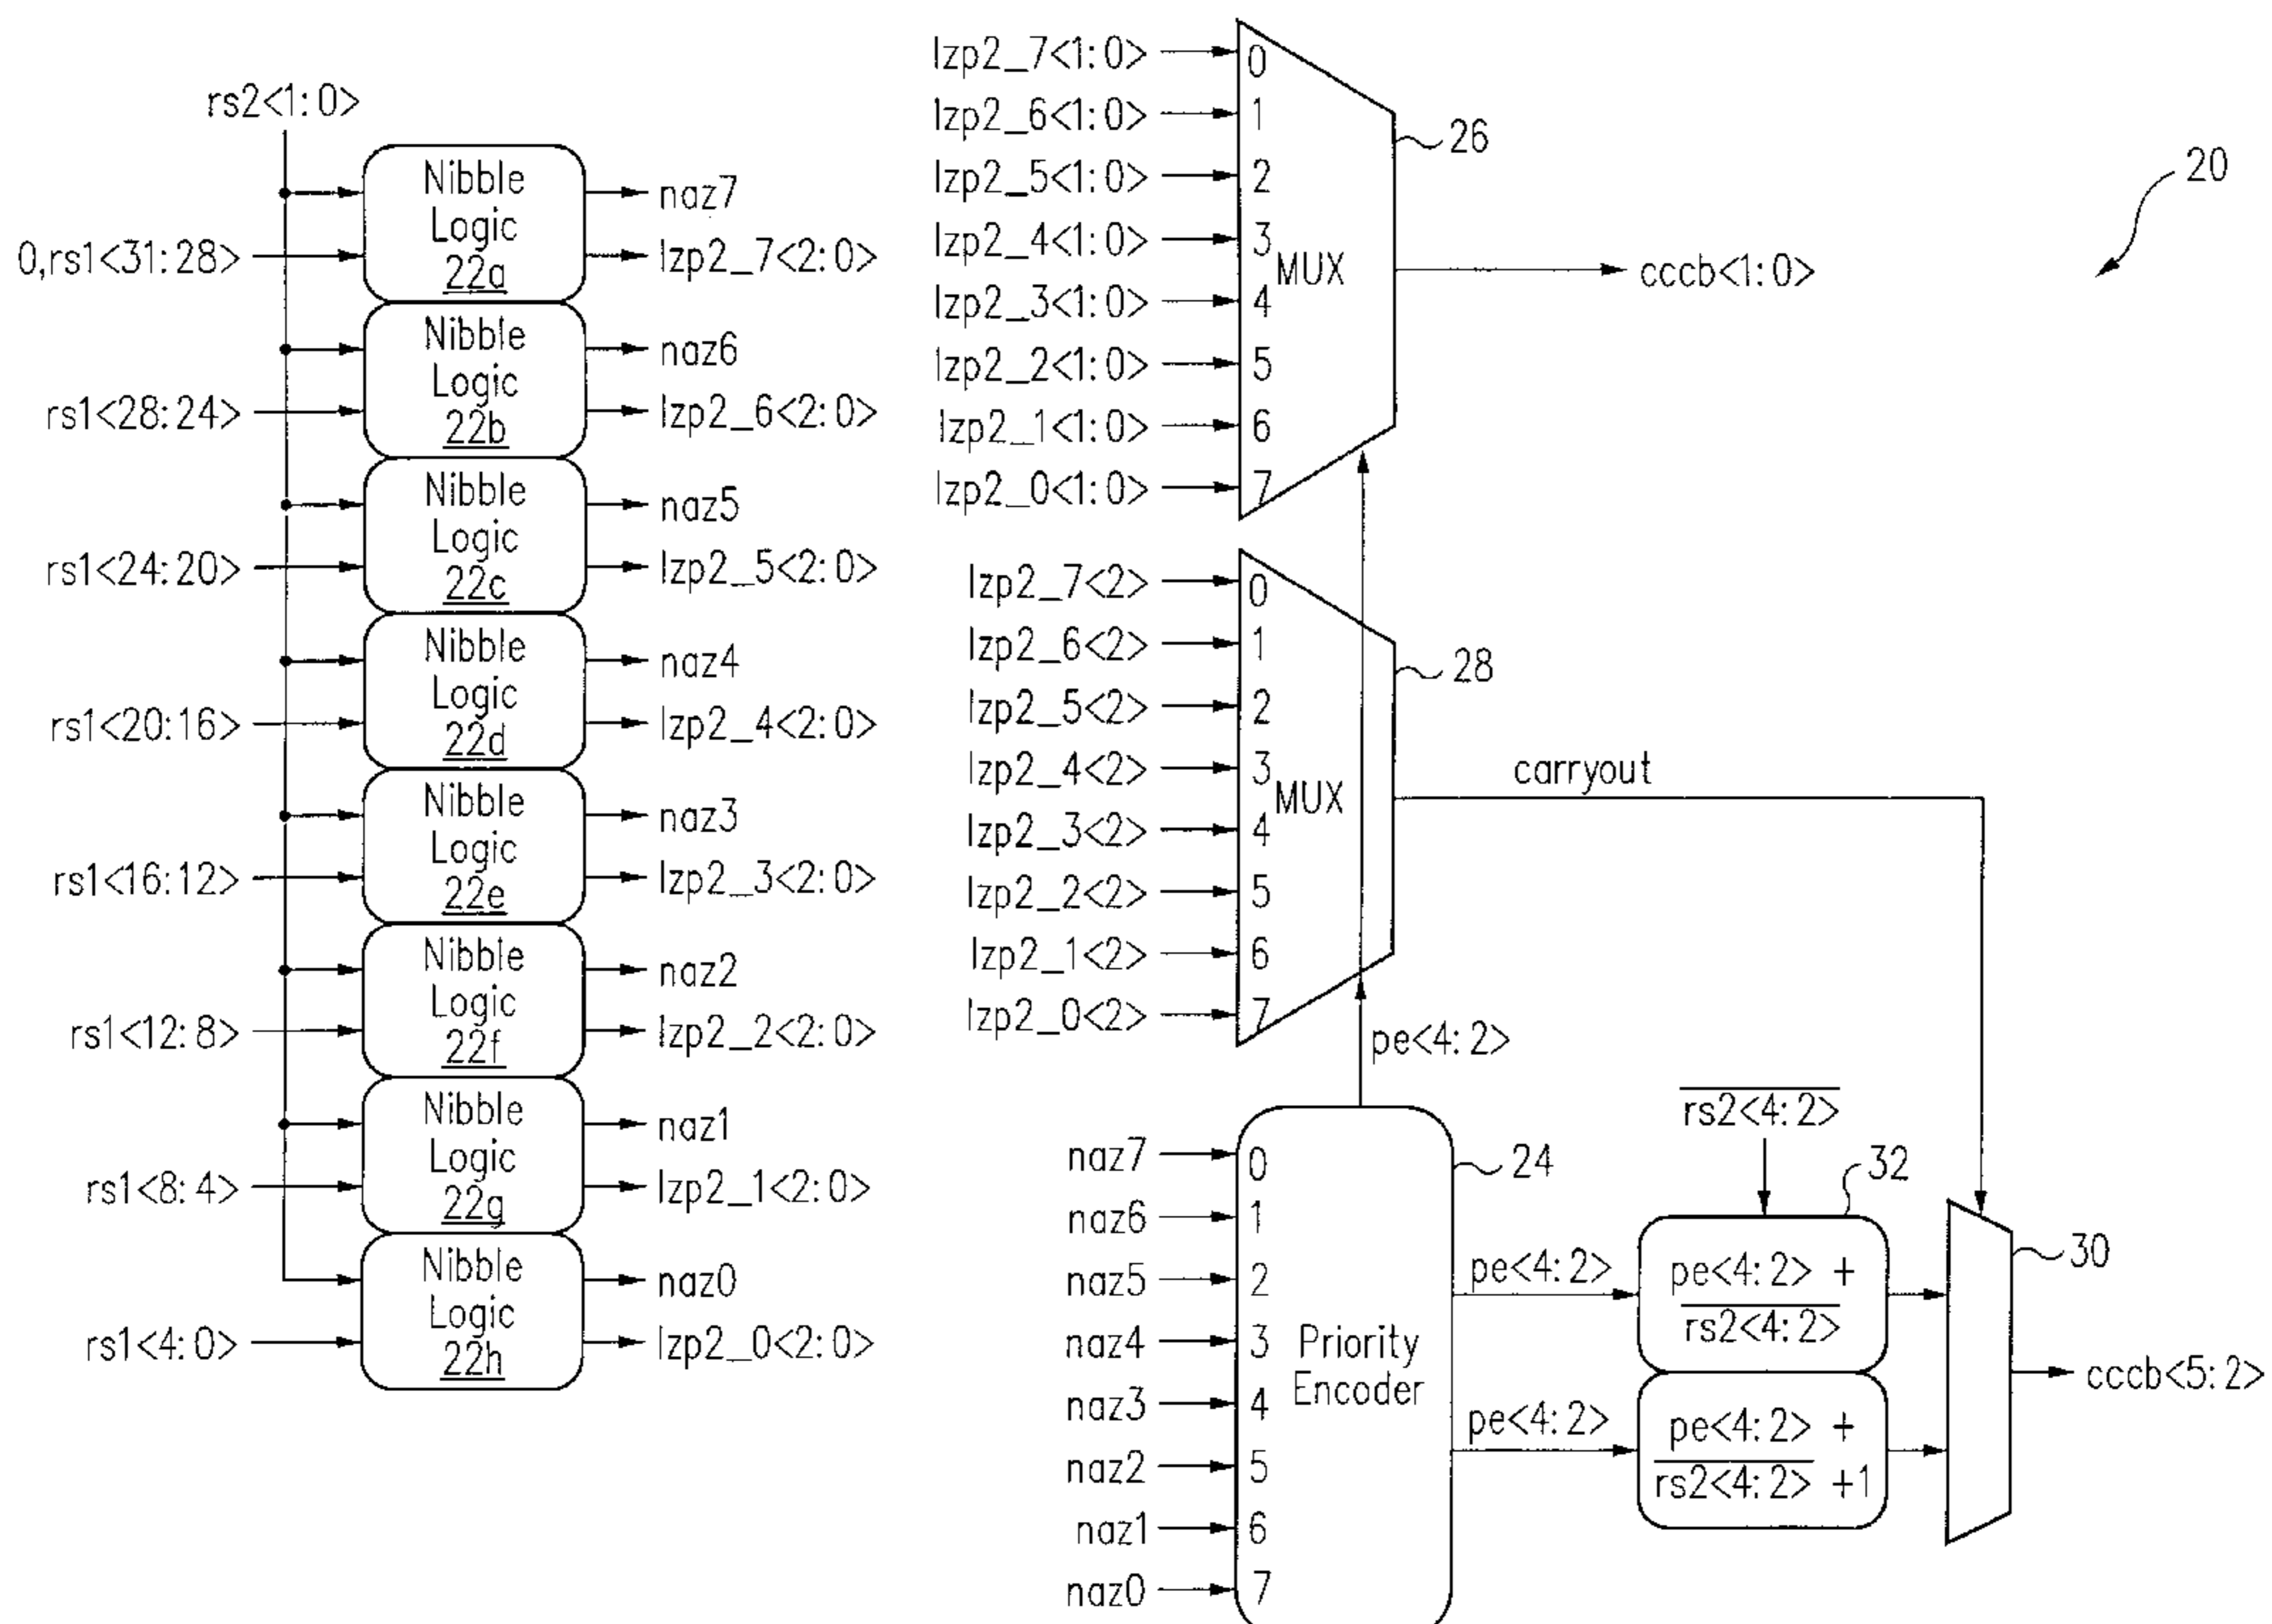 rs2<1:0>
0,rs1<31:28>
Nibble
Logic
22a
naz7
lzp2_7<2:0>
rs1<28:24>
Nibble
Logic
22b
naz6
lzp2_6<2:0>
rs1<24:20>
Nibble
Logic
22c
naz5
lzp2_5<2:0>
rs1<20:16>
Nibble
Logic
22d
naz4
lzp2_4<2:0>
rs1<16:12>
Nibble
Logic
22e
naz3
lzp2_3<2:0>
rs1<12:8>
Nibble
Logic
22f
naz2
lzp2_2<2:0>
rs1<8:4>
Nibble
Logic
22g
naz1
lzp2_1<2:0>
rs1<4:0>
Nibble
Logic
22h
naz0
lzp2_0<2:0>
lzp2_7<1:0> 0
lzp2_6<1:0> 1
lzp2_5<1:0> 2
lzp2_4<1:0> 3
lzp2_3<1:0> 4
lzp2_2<1:0> 5
lzp2_1<1:0> 6
lzp2_0<1:0> 7
MUX
26
cccb<1:0>
20
lzp2_7<2> 0
lzp2_6<2> 1
lzp2_5<2> 2
lzp2_4<2> 3
lzp2_3<2> 4
lzp2_2<2> 5
lzp2_1<2> 6
lzp2_0<2> 7
MUX
28
carryout
pe<4:2>
naz7 0
naz6 1
naz5 2
naz4 3
naz3 4
naz2 5
naz1 6
naz0 7
Priority
Encoder
24
pe<4:2>
pe<4:2>
rs2<4:2>
32
pe<4:2> +
rs2<4:2>
pe<4:2> +
rs2<4:2> +1
30
cccb<5:2>